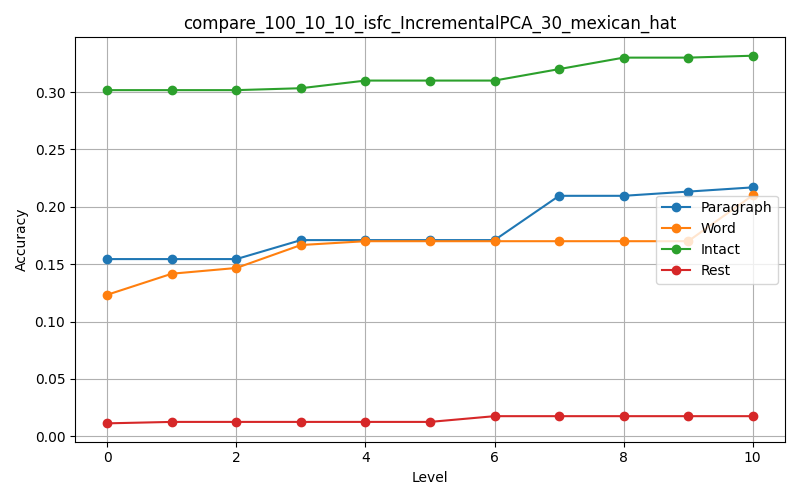 compare_100_10_10_isfc_IncrementalPCA_30_mexican_hat
Accuracy
0.30
0.25
0.20
0.15
0.10
0.05
0.00
Paragraph
Word
Intact
Rest
0 2 4 6 8 10
Level